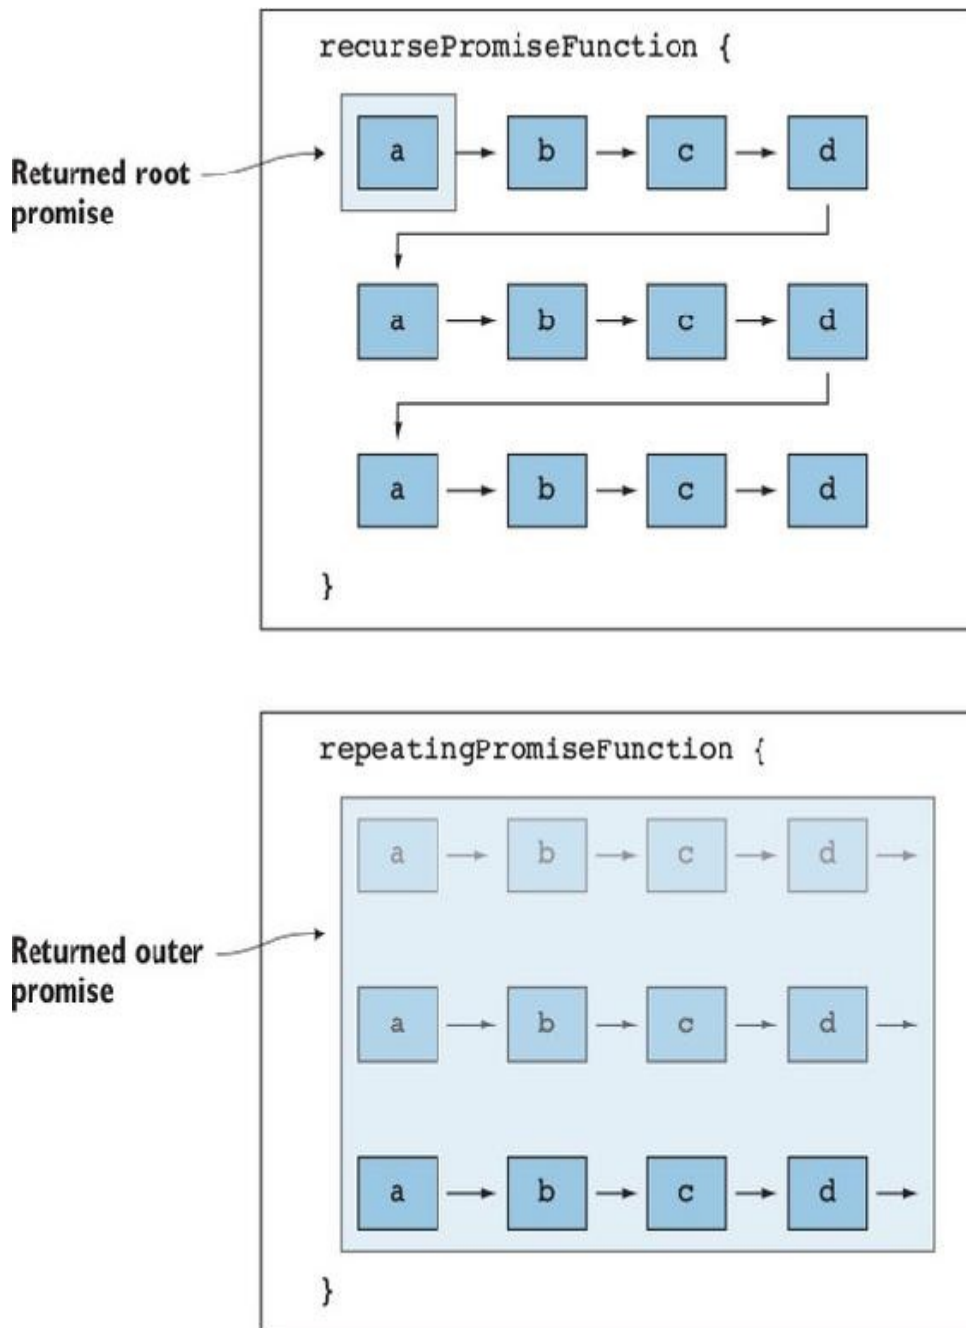 recursePromiseFunction {
a b c d
Returned root
promise
a b c d
a b c d
}
repeatingPromiseFunction {
a b c d
Returned outer
promise
a b c d
a b c d
}